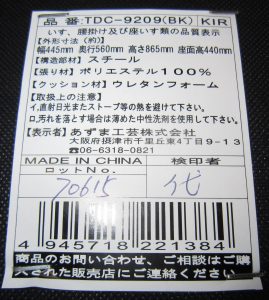 品番:TDC-9209(BK) KIR
いす、腰掛け及び座いす類の品質表示
【外形寸法(約)】
幅445mm 奥行560mm 高さ865mm 座面高440mm
【構造部材】スチール
【張り材】ポリエステル100%
【クッション材】ウレタンフォーム
【取扱上の注意】
イ.直射日光またストーブ等の熱を避けて下さい。
ロ.汚れを落とす場合は薄めた中性洗剤を使用して下さい。
【表示者】あずま工芸株式会社
大阪府摂津市千里丘東4丁目9-13
☎06-6318-0821
MADE IN CHINA
検印者
ロットNo.
70615
4 945718 221384
商品のお問い合わせ、ご相談はご購
入された販売店にご連絡ください。